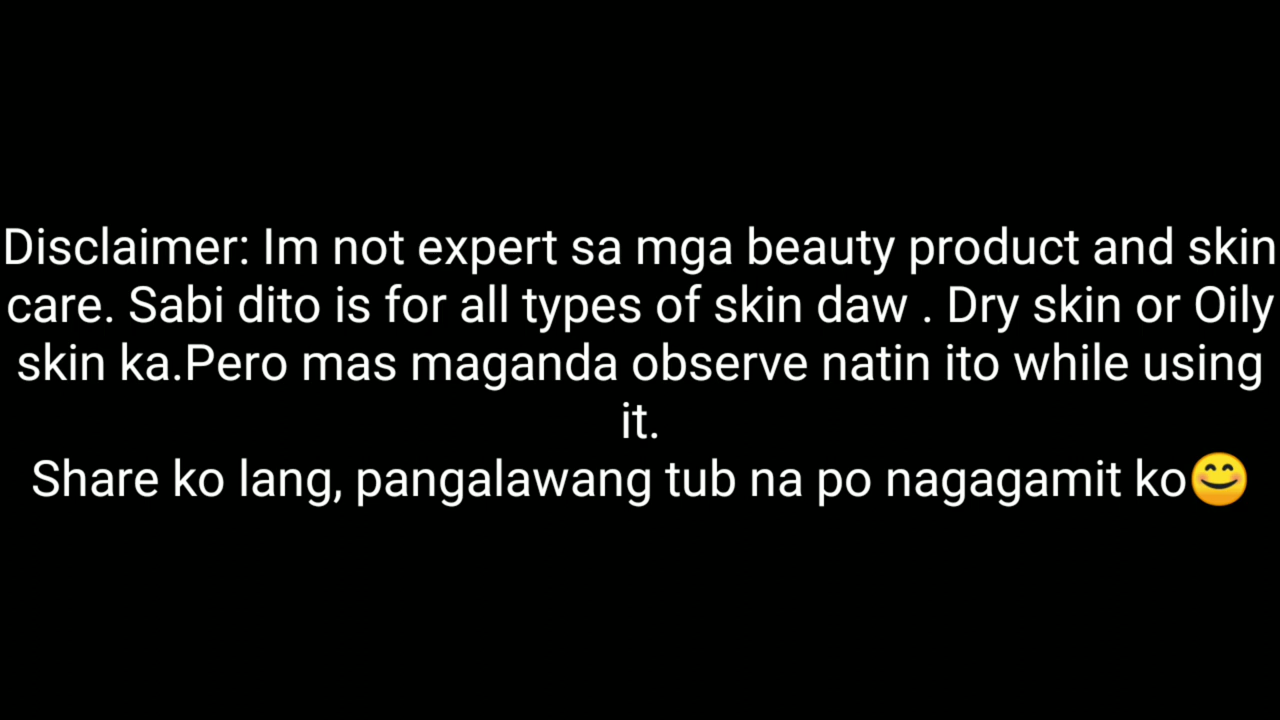 Disclaimer: Im not expert sa mga beauty product and skin
care. Sabi dito is for all types of skin daw . Dry skin or Oily
skin ka.Pero mas maganda observe natin ito while using
it.
Share ko lang, pangalawang tub na po nagagamit ko😊